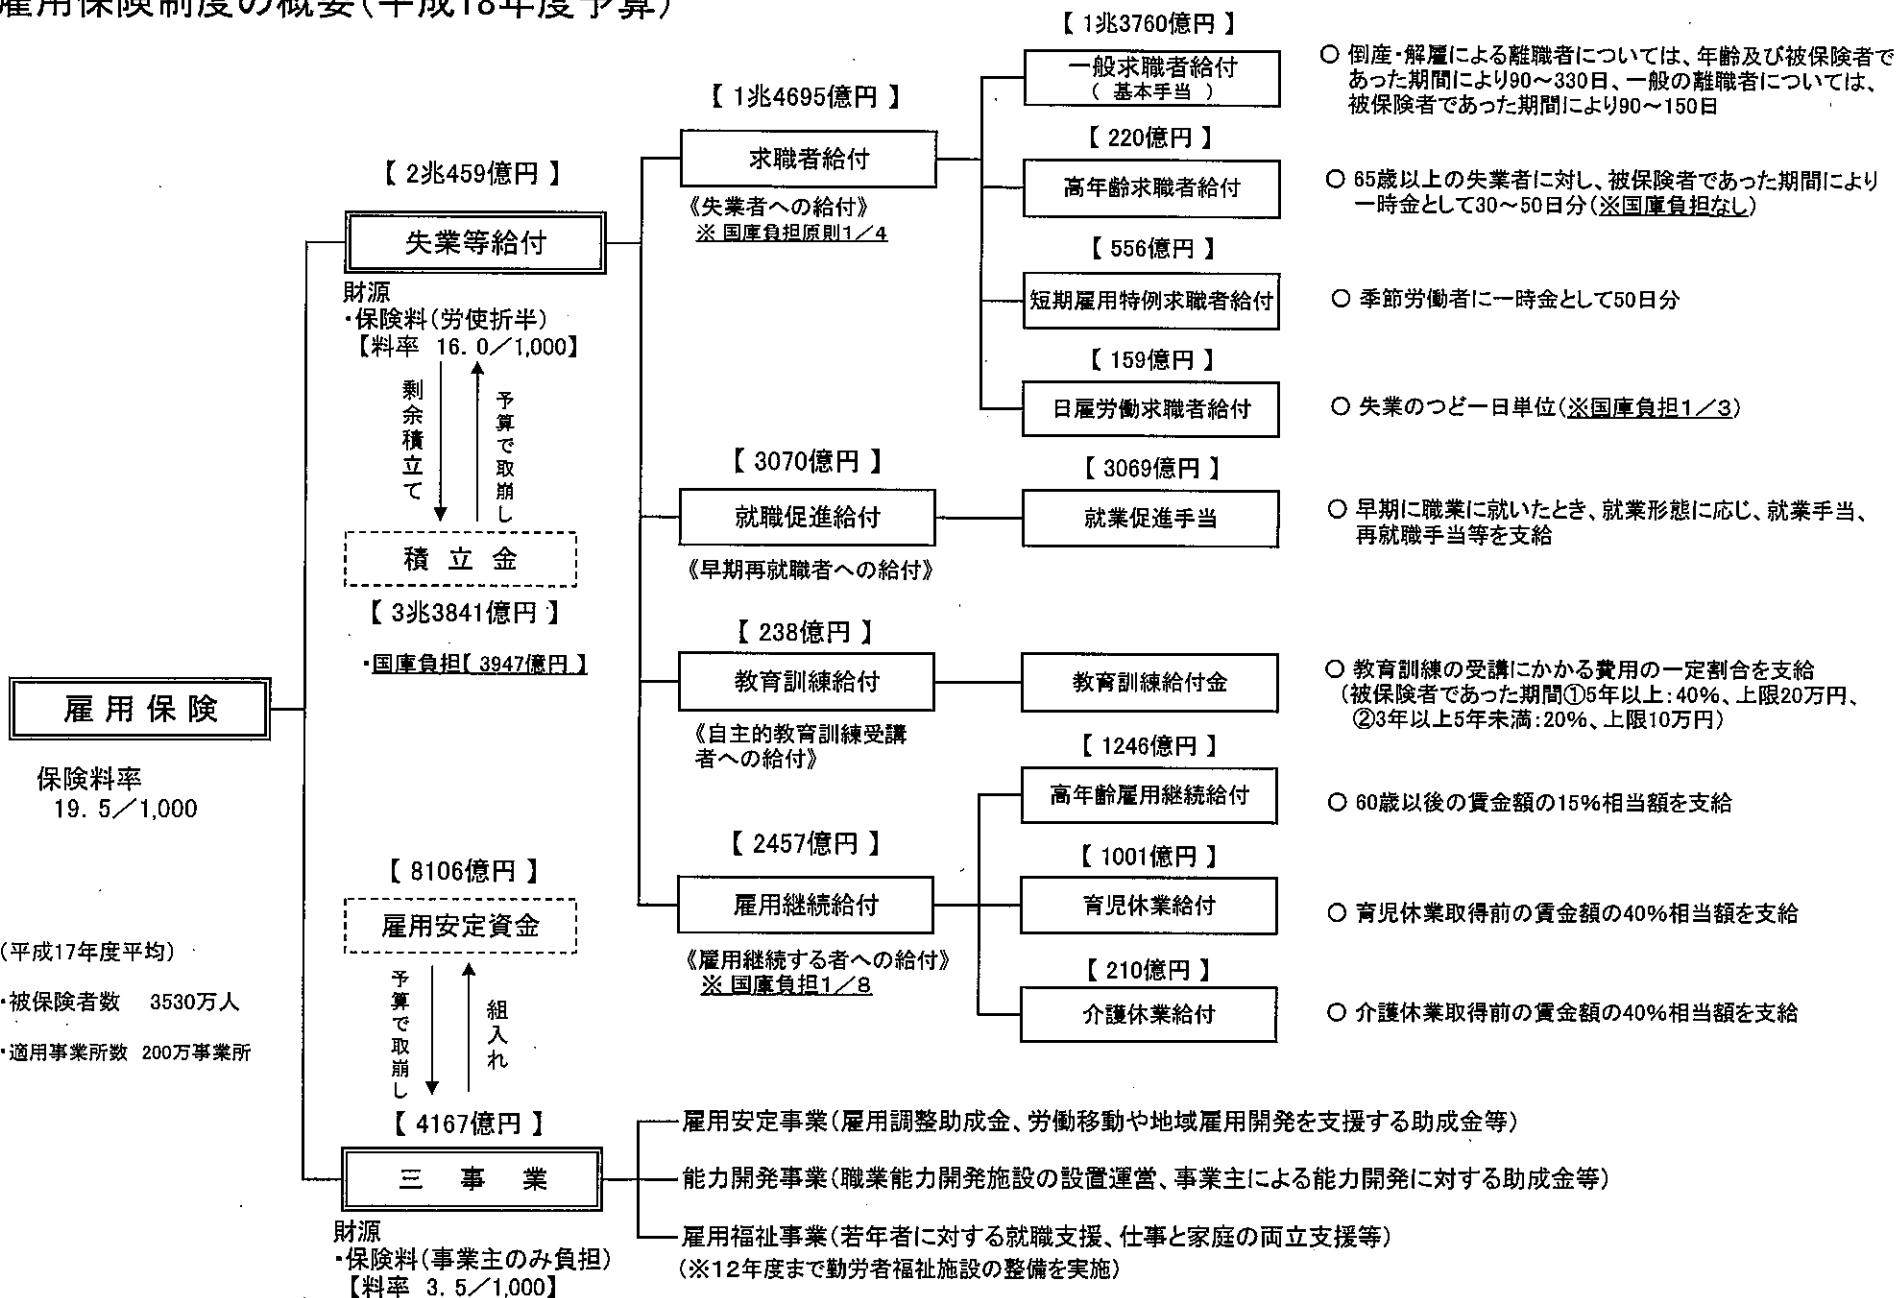 雇用保険制度の概要(平成18年度予算)
雇用保険
保険料率
19.5/1,000
(平成17年度平均)
・被保険者数 3530万人
・適用事業所数 200万事業所
【 2兆459億円 】
失業等給付
財源
・保険料(労使折半)
【料率 16.0/1,000】
剰余積立て
予算で取崩し
積立金
【 3兆3841億円 】
・国庫負担【 3947億円 】
【 8106億円 】
雇用安定資金
予算で取崩し
組入れ
【 4167億円 】
三事業
財源
・保険料(事業主のみ負担)
【料率 3.5/1,000】
【 1兆4695億円 】
求職者給付
《失業者への給付》
※ 国庫負担原則1/4
【 1兆3760億円 】
一般求職者給付
( 基本手当 )
○ 倒産・解雇による離職者については、年齢及び被保険者で
あった期間により90~330日、一般の離職者については、
被保険者であった期間により90~150日
【 220億円 】
高年齢求職者給付
○ 65歳以上の失業者に対し、被保険者であった期間により
一時金として30~50日分(※国庫負担なし)
【 556億円 】
短期雇用特例求職者給付
○ 季節労働者に一時金として50日分
【 159億円 】
日雇労働求職者給付
○ 失業のつど一日単位(※国庫負担1/3)
【 3070億円 】
就職促進給付
《早期再就職者への給付》
【 3069億円 】
就業促進手当
○ 早期に職業に就いたとき、就業形態に応じ、就業手当、
再就職手当等を支給
【 238億円 】
教育訓練給付
《自主的教育訓練受講
者への給付》
教育訓練給付金
○ 教育訓練の受講にかかる費用の一定割合を支給
(被保険者であった期間①5年以上:40%、上限20万円、
②3年以上5年未満:20%、上限10万円)
【 2457億円 】
雇用継続給付
《雇用継続する者への給付》
※ 国庫負担1/8
【 1246億円 】
高年齢雇用継続給付
○ 60歳以後の賃金額の15%相当額を支給
【 1001億円 】
育児休業給付
○ 育児休業取得前の賃金額の40%相当額を支給
【 210億円 】
介護休業給付
○ 介護休業取得前の賃金額の40%相当額を支給
雇用安定事業(雇用調整助成金、労働移動や地域雇用開発を支援する助成金等)
能力開発事業(職業能力開発施設の設置運営、事業主による能力開発に対する助成金等)
雇用福祉事業(若年者に対する就職支援、仕事と家庭の両立支援等)
(※12年度まで勤労者福祉施設の整備を実施)